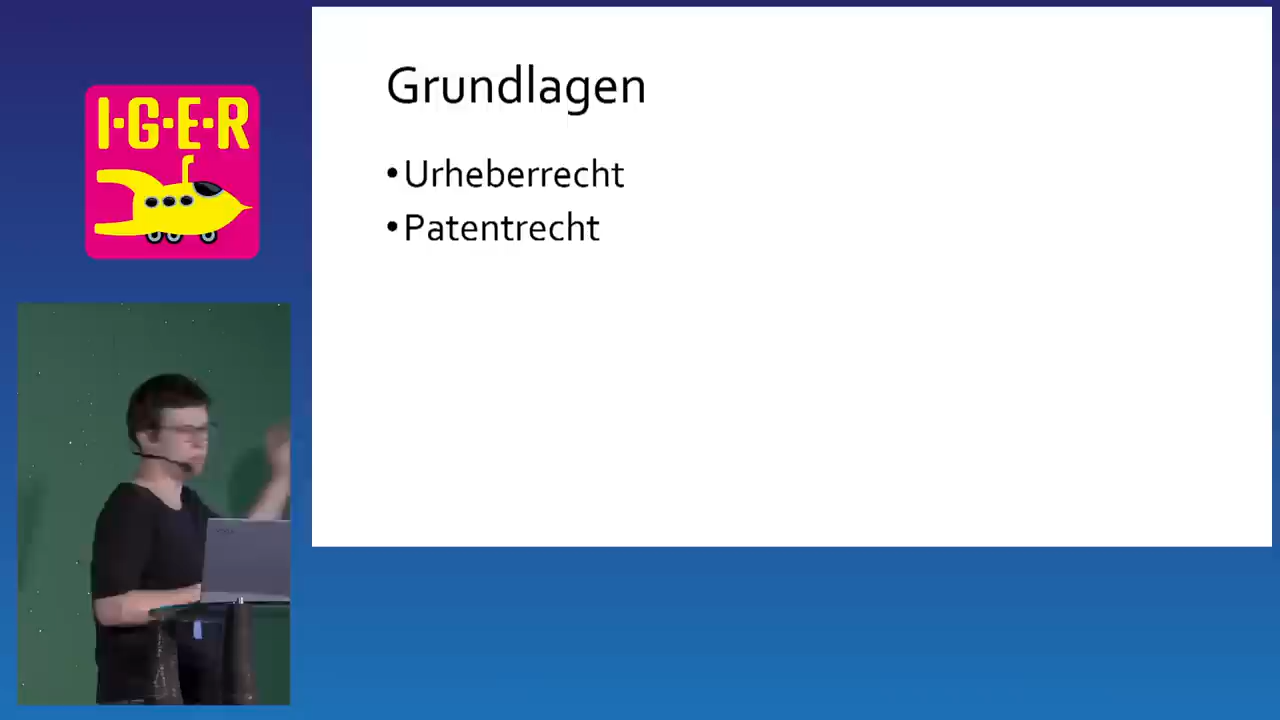 I·G·E·R
Grundlagen
•Urheberrecht
•Patentrecht